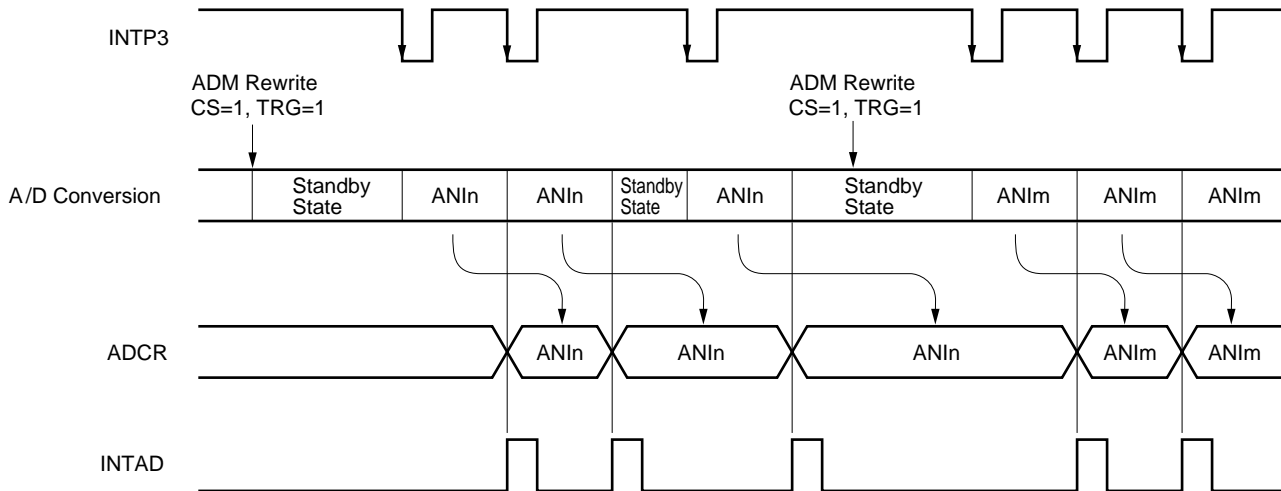 INTP3
ADM Rewrite
CS=1, TRG=1
ADM Rewrite
CS=1, TRG=1
A/D Conversion
Standby
State
ANIn
ANIn
Standby
State
ANIn
Standby
State
ANIm
ANIm
ANIm
ADCR
ANIn
ANIn
ANIn
ANIm
ANIm
INTAD